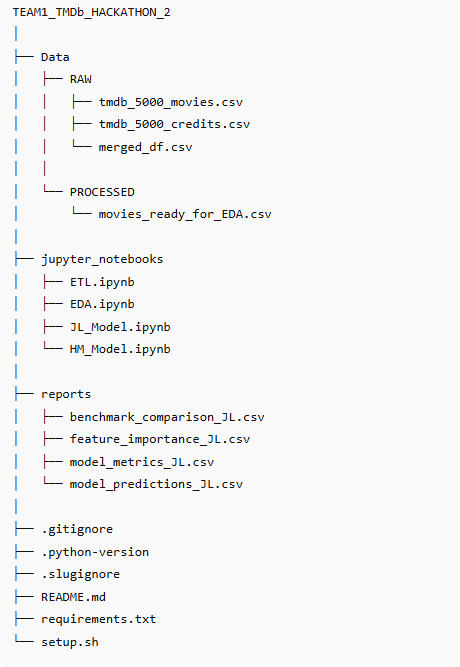 TEAM1_TMDb_HACKATHON_2
│
├── Data
│   ├── RAW
│   │   ├── tmdb_5000_movies.csv
│   │   ├── tmdb_5000_credits.csv
│   │   └── merged_df.csv
│   │
│   └── PROCESSED
│       └── movies_ready_for_EDA.csv
│
├── jupyter_notebooks
│   ├── ETL.ipynb
│   ├── EDA.ipynb
│   ├── JL_Model.ipynb
│   └── HM_Model.ipynb
│
├── reports
│   ├── benchmark_comparison_JL.csv
│   ├── feature_importance_JL.csv
│   ├── model_metrics_JL.csv
│   └── model_predictions_JL.csv
│
├── .gitignore
├── .python-version
├── .slugignore
├── README.md
├── requirements.txt
└── setup.sh